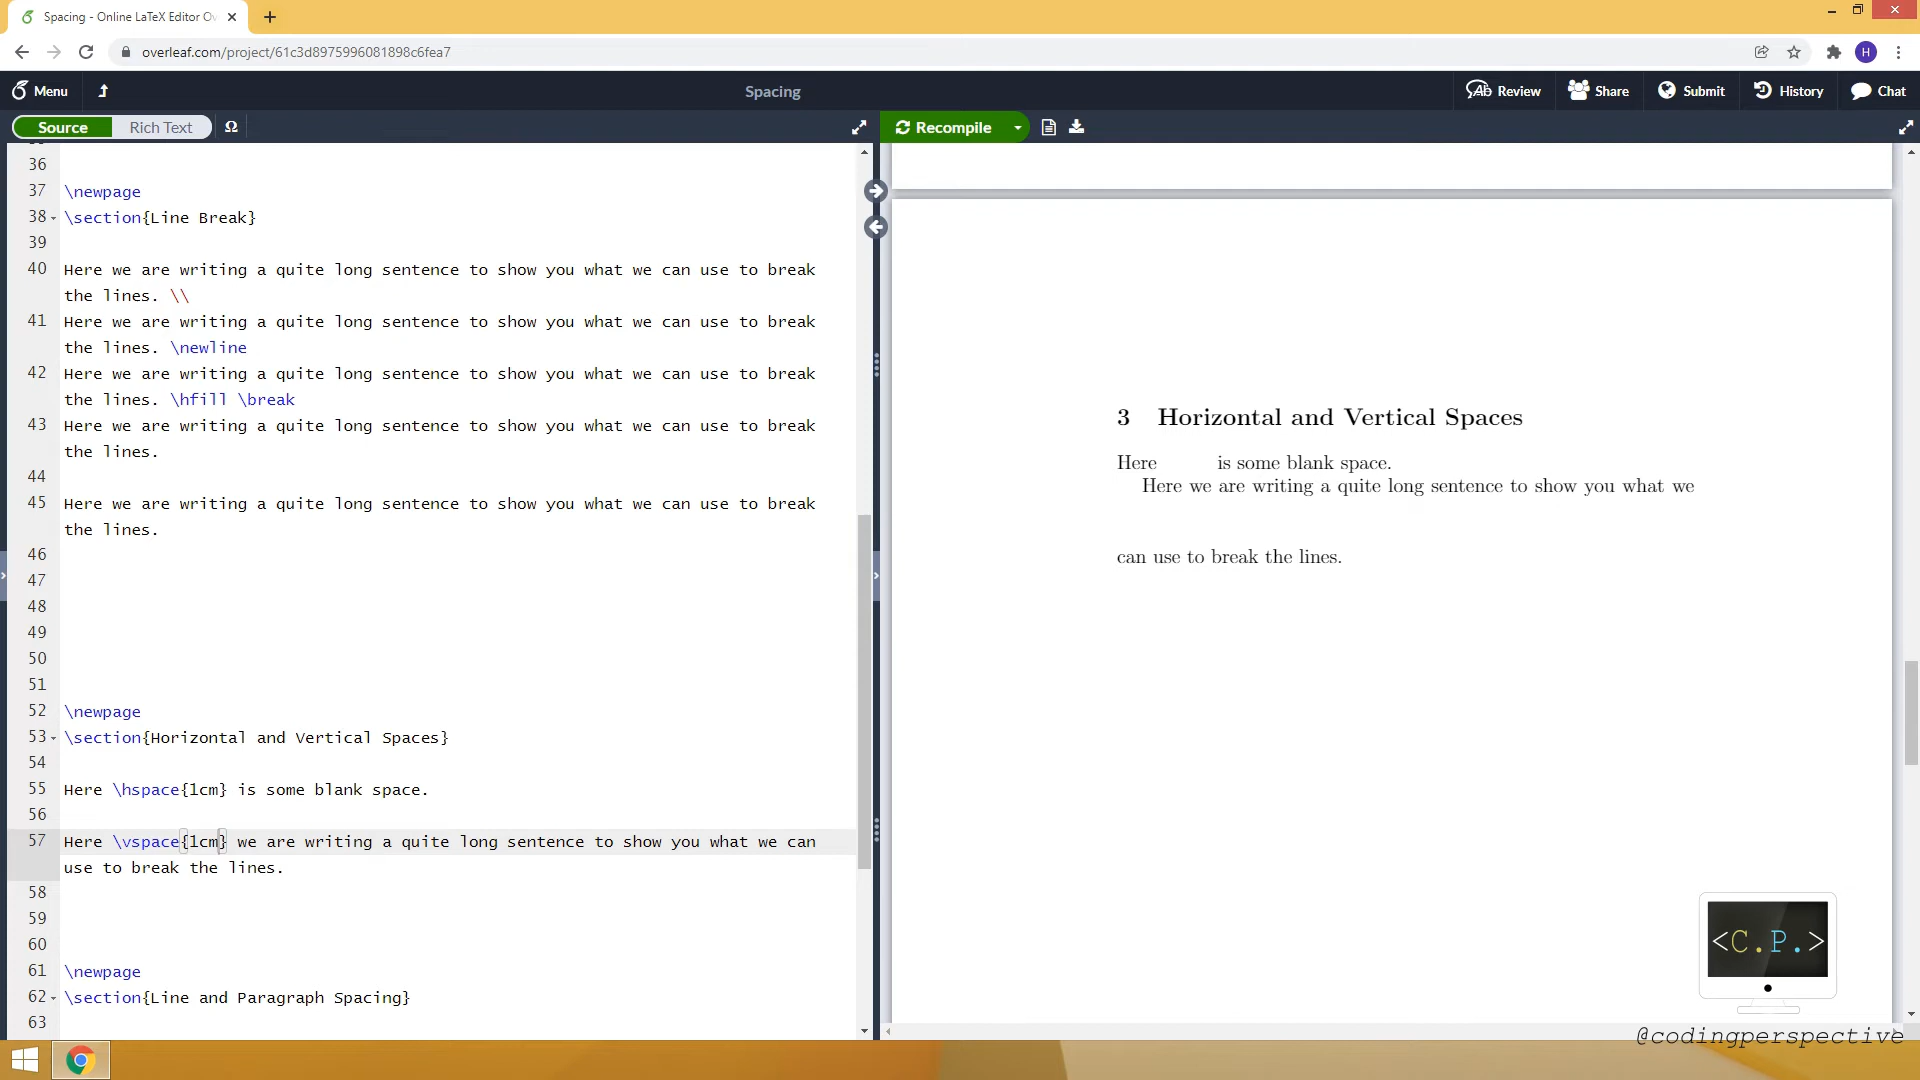 Spacing - Online LaTeX Editor Ov
overleaf.com/project/61c3d8975996081898c6fea7
H
Menu
Spacing
Review
Share
Submit
History
Chat
Source
Rich Text
Ω
Recompile
36
37 \newpage
38 \section{Line Break}
39
40 Here we are writing a quite long sentence to show you what we can use to break
the lines. \\
41 Here we are writing a quite long sentence to show you what we can use to break
the lines. \newline
42 Here we are writing a quite long sentence to show you what we can use to break
the lines. \hfill \break
43 Here we are writing a quite long sentence to show you what we can use to break
the lines.
44
45 Here we are writing a quite long sentence to show you what we can use to break
the lines.
46
47
48
49
50
51
52 \newpage
53 \section{Horizontal and Vertical Spaces}
54
55 Here \hspace{1cm} is some blank space.
56
57 Here \vspace{1cm} we are writing a quite long sentence to show you what we can
use to break the lines.
58
59
60
61 \newpage
62 \section{Line and Paragraph Spacing}
63
3 Horizontal and Vertical Spaces
Here is some blank space.
Here we are writing a quite long sentence to show you what we
can use to break the lines.
<C.P.>
@codingperspective